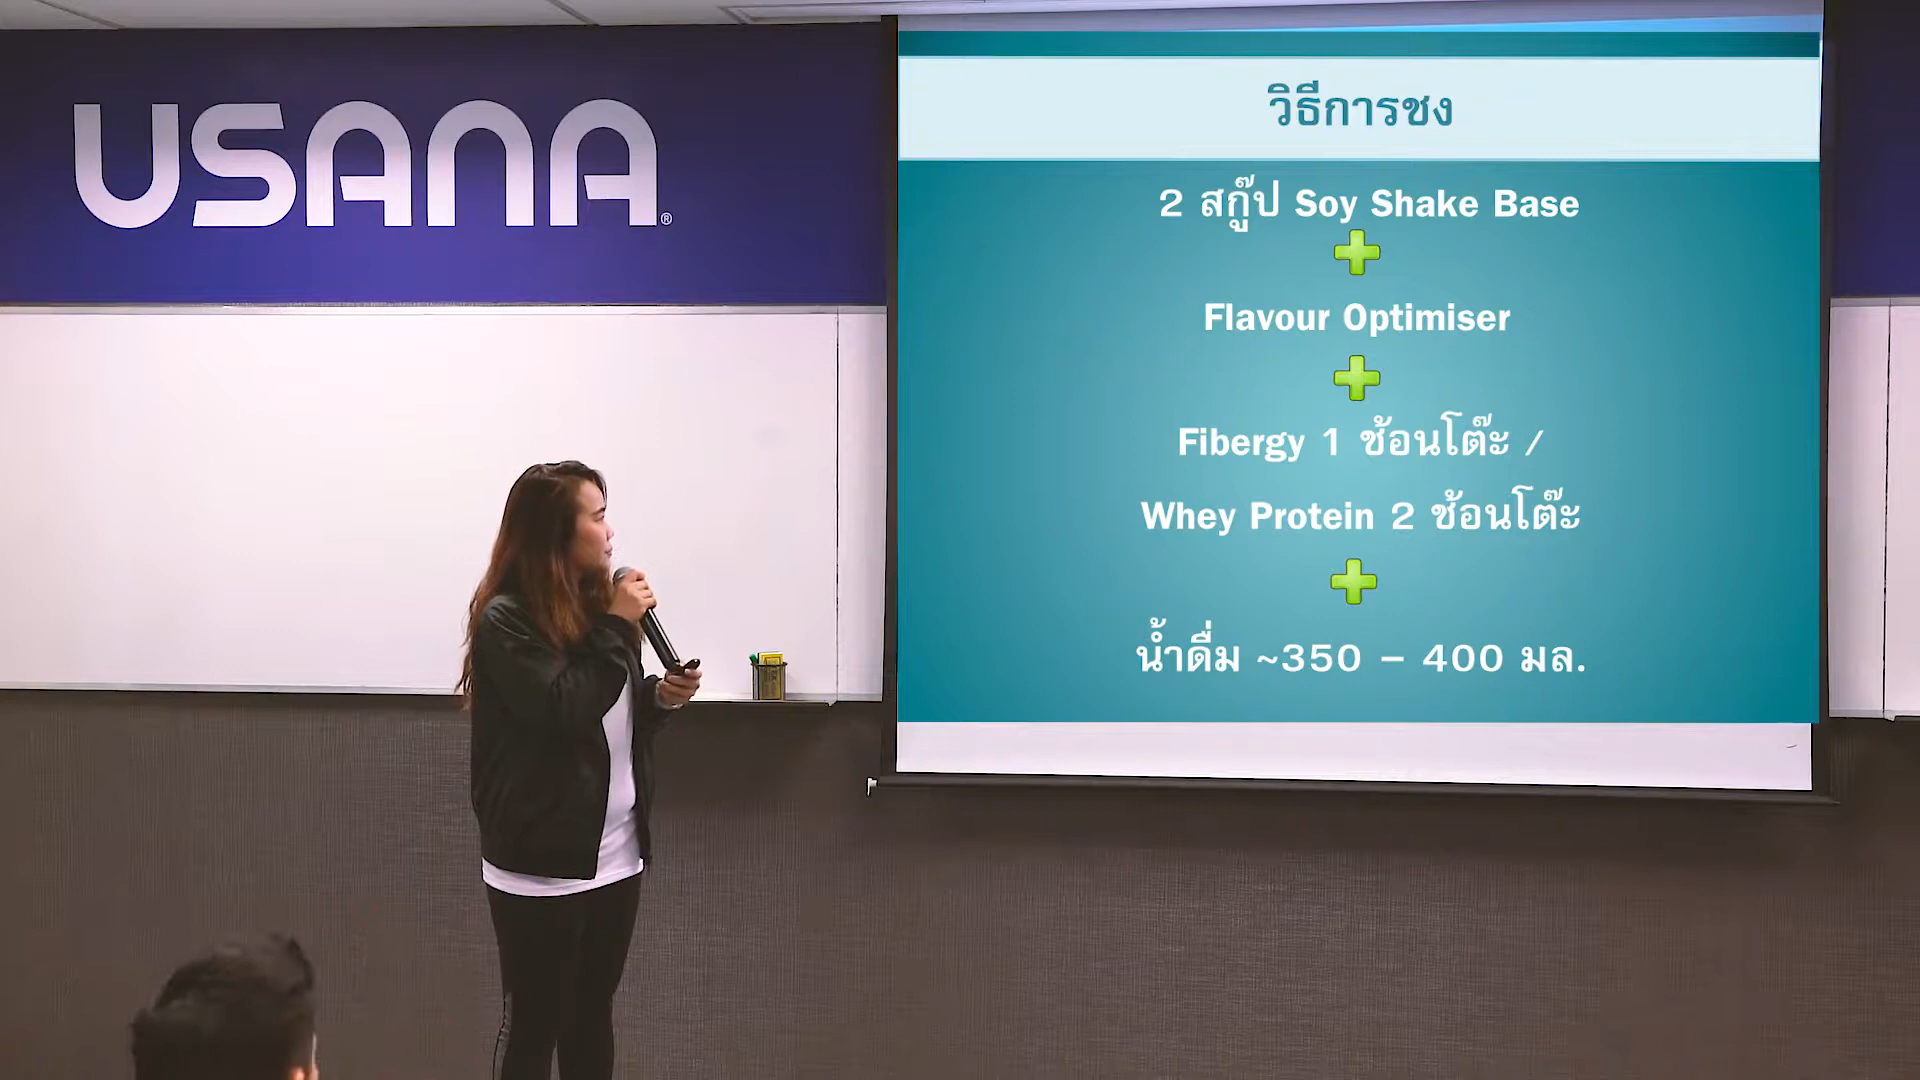 USANA®
วิธีการชง
2 สกู๊ป Soy Shake Base
Flavour Optimiser
Fibergy 1 ช้อนโต๊ะ /
Whey Protein 2 ช้อนโต๊ะ
น้ำดื่ม ~350 – 400 มล.